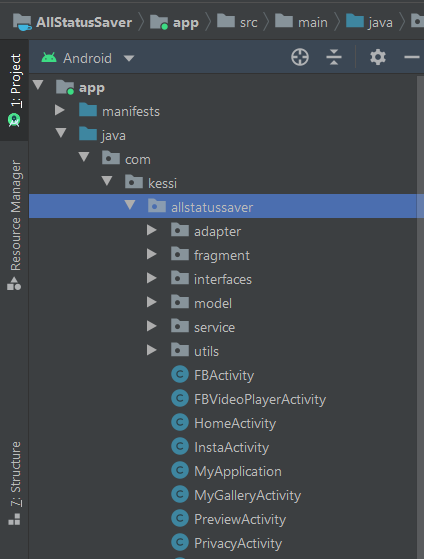 AllStatusSaver app src main java
Android
1: Project
app
manifests
java
com
kessi
allstatussaver
adapter
fragment
interfaces
model
service
utils
FBActivity
FBVideoPlayerActivity
HomeActivity
InstaActivity
MyApplication
MyGalleryActivity
PreviewActivity
PrivacyActivity
Resource Manager
Z: Structure